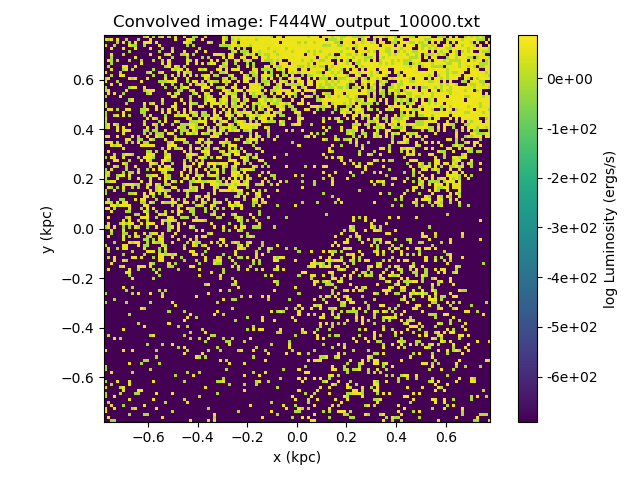 Convolved image: F444W_output_10000.txt
y (kpc)
0.6
0.4
0.2
0.0
−0.2
−0.4
−0.6
−0.6
−0.4
−0.2
0.0
0.2
0.4
0.6
x (kpc)
0e+00
-1e+02
-2e+02
-3e+02
-4e+02
-5e+02
-6e+02
log Luminosity (ergs/s)